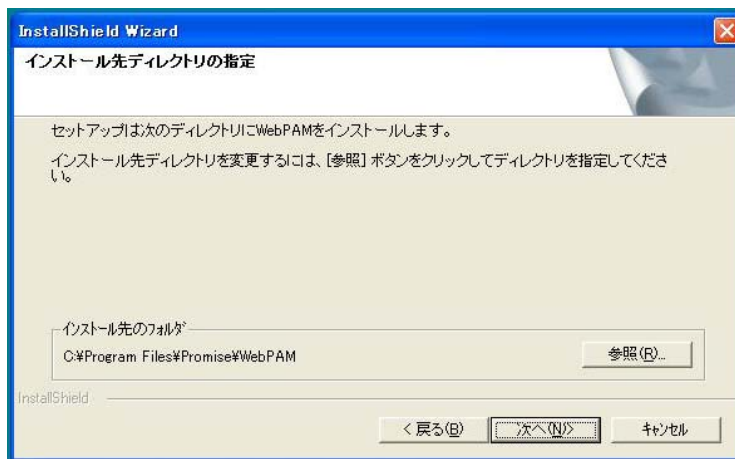 InstallShield Wizard
インストール先ディレクトリの指定
セットアップは次のディレクトリにWebPAMをインストールします。
インストール先ディレクトリを変更するには、[参照] ボタンをクリックしてディレクトリを指定してくださ
い。
インストール先のフォルダ
C:¥Program Files¥Promise¥WebPAM
参照(R)...
InstallShield
< 戻る(B)
次へ(N)>
キャンセル